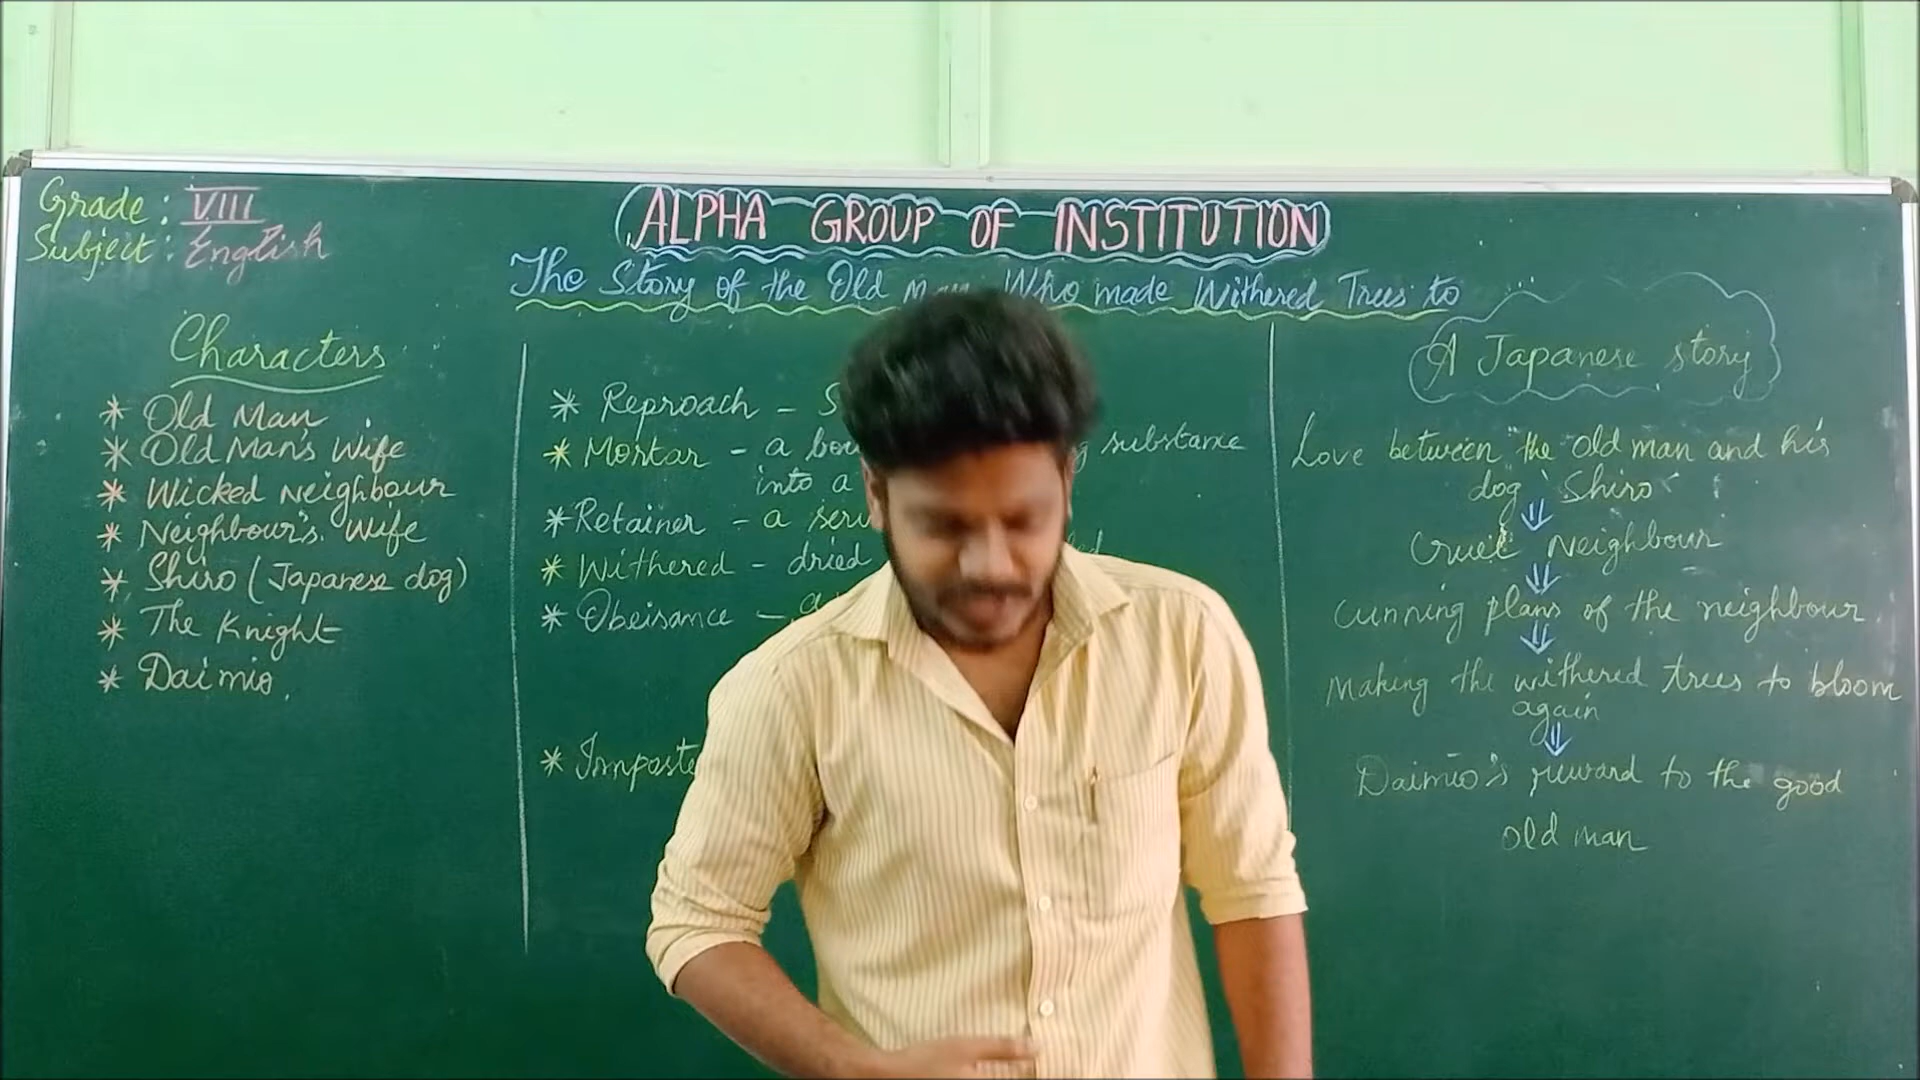 Grade: VIII
Subject: English
ALPHA GROUP OF INSTITUTION
The Story of the Old Man Who made Withered Trees to
Characters
* Old Man
* Old Man's Wife
* Wicked Neighbour
* Neighbour's Wife
* Shiro (Japanese dog)
* The Knight
* Daimio.
* Reproach - S
* Mortar - a substance
into a
* Retainer - a
* Withered - dried
* Obeisance -
*
A Japanese story
Love between the old man and his
dog Shiro
Cruel Neighbour
Cunning plans of the neighbour.
Making the withered trees to bloom
again
Daimio's reward to the good
old man